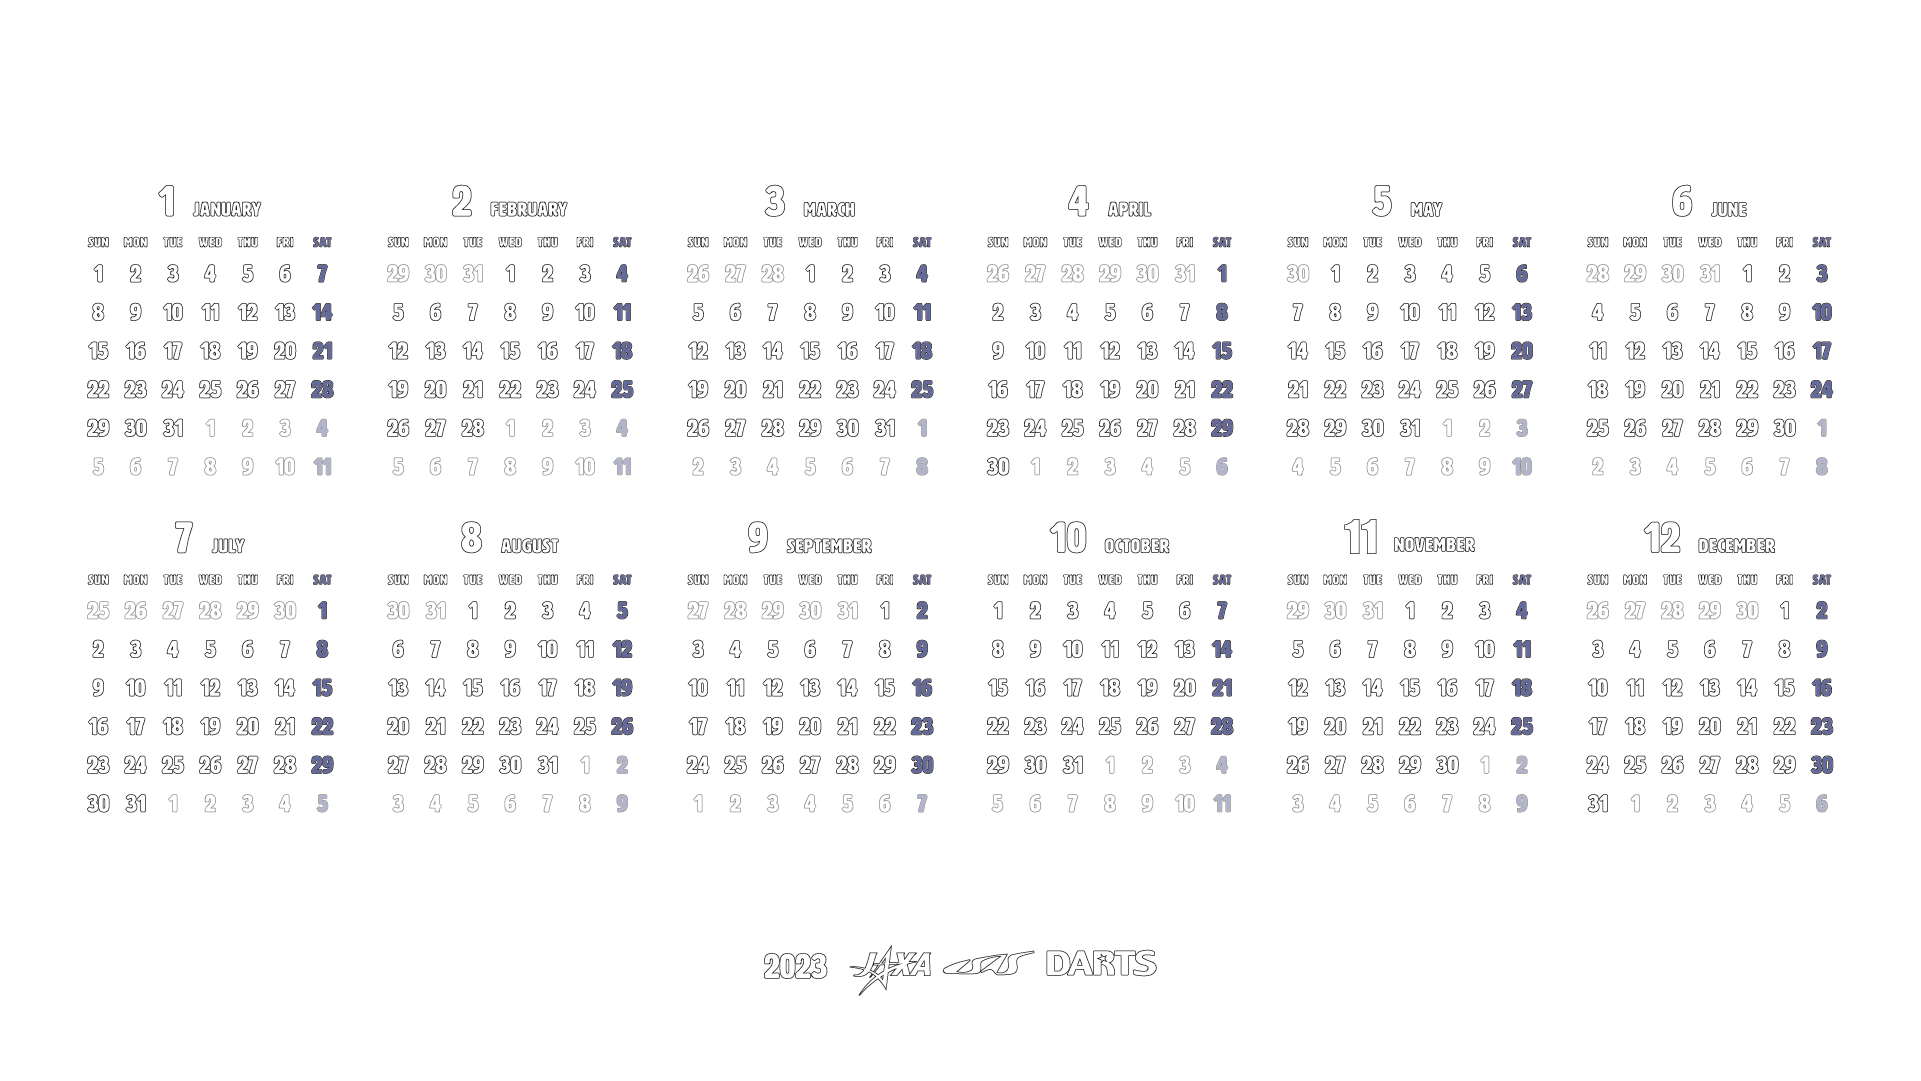 1 JANUARY
SUN MON TUE WED THU FRI SAT
1 2 3 4 5 6 7
8 9 10 11 12 13 14
15 16 17 18 19 20 21
22 23 24 25 26 27 28
29 30 31 1 2 3 4
5 6 7 8 9 10 11
2 FEBRUARY
SUN MON TUE WED THU FRI SAT
29 30 31 1 2 3 4
5 6 7 8 9 10 11
12 13 14 15 16 17 18
19 20 21 22 23 24 25
26 27 28 1 2 3 4
5 6 7 8 9 10 11
3 MARCH
SUN MON TUE WED THU FRI SAT
26 27 28 1 2 3 4
5 6 7 8 9 10 11
12 13 14 15 16 17 18
19 20 21 22 23 24 25
26 27 28 29 30 31 1
2 3 4 5 6 7 8
4 APRIL
SUN MON TUE WED THU FRI SAT
26 27 28 29 30 31 1
2 3 4 5 6 7 8
9 10 11 12 13 14 15
16 17 18 19 20 21 22
23 24 25 26 27 28 29
30 1 2 3 4 5 6
5 MAY
SUN MON TUE WED THU FRI SAT
30 1 2 3 4 5 6
7 8 9 10 11 12 13
14 15 16 17 18 19 20
21 22 23 24 25 26 27
28 29 30 31 1 2 3
4 5 6 7 8 9 10
6 JUNE
SUN MON TUE WED THU FRI SAT
28 29 30 31 1 2 3
4 5 6 7 8 9 10
11 12 13 14 15 16 17
18 19 20 21 22 23 24
25 26 27 28 29 30 1
2 3 4 5 6 7 8
7 JULY
SUN MON TUE WED THU FRI SAT
25 26 27 28 29 30 1
2 3 4 5 6 7 8
9 10 11 12 13 14 15
16 17 18 19 20 21 22
23 24 25 26 27 28 29
30 31 1 2 3 4 5
8 AUGUST
SUN MON TUE WED THU FRI SAT
30 31 1 2 3 4 5
6 7 8 9 10 11 12
13 14 15 16 17 18 19
20 21 22 23 24 25 26
27 28 29 30 31 1 2
3 4 5 6 7 8 9
9 SEPTEMBER
SUN MON TUE WED THU FRI SAT
27 28 29 30 31 1 2
3 4 5 6 7 8 9
10 11 12 13 14 15 16
17 18 19 20 21 22 23
24 25 26 27 28 29 30
1 2 3 4 5 6 7
10 OCTOBER
SUN MON TUE WED THU FRI SAT
1 2 3 4 5 6 7
8 9 10 11 12 13 14
15 16 17 18 19 20 21
22 23 24 25 26 27 28
29 30 31 1 2 3 4
5 6 7 8 9 10 11
11 NOVEMBER
SUN MON TUE WED THU FRI SAT
29 30 31 1 2 3 4
5 6 7 8 9 10 11
12 13 14 15 16 17 18
19 20 21 22 23 24 25
26 27 28 29 30 1 2
3 4 5 6 7 8 9
12 DECEMBER
SUN MON TUE WED THU FRI SAT
26 27 28 29 30 1 2
3 4 5 6 7 8 9
10 11 12 13 14 15 16
17 18 19 20 21 22 23
24 25 26 27 28 29 30
31 1 2 3 4 5 6
2023 JAXA ISAS DARTS